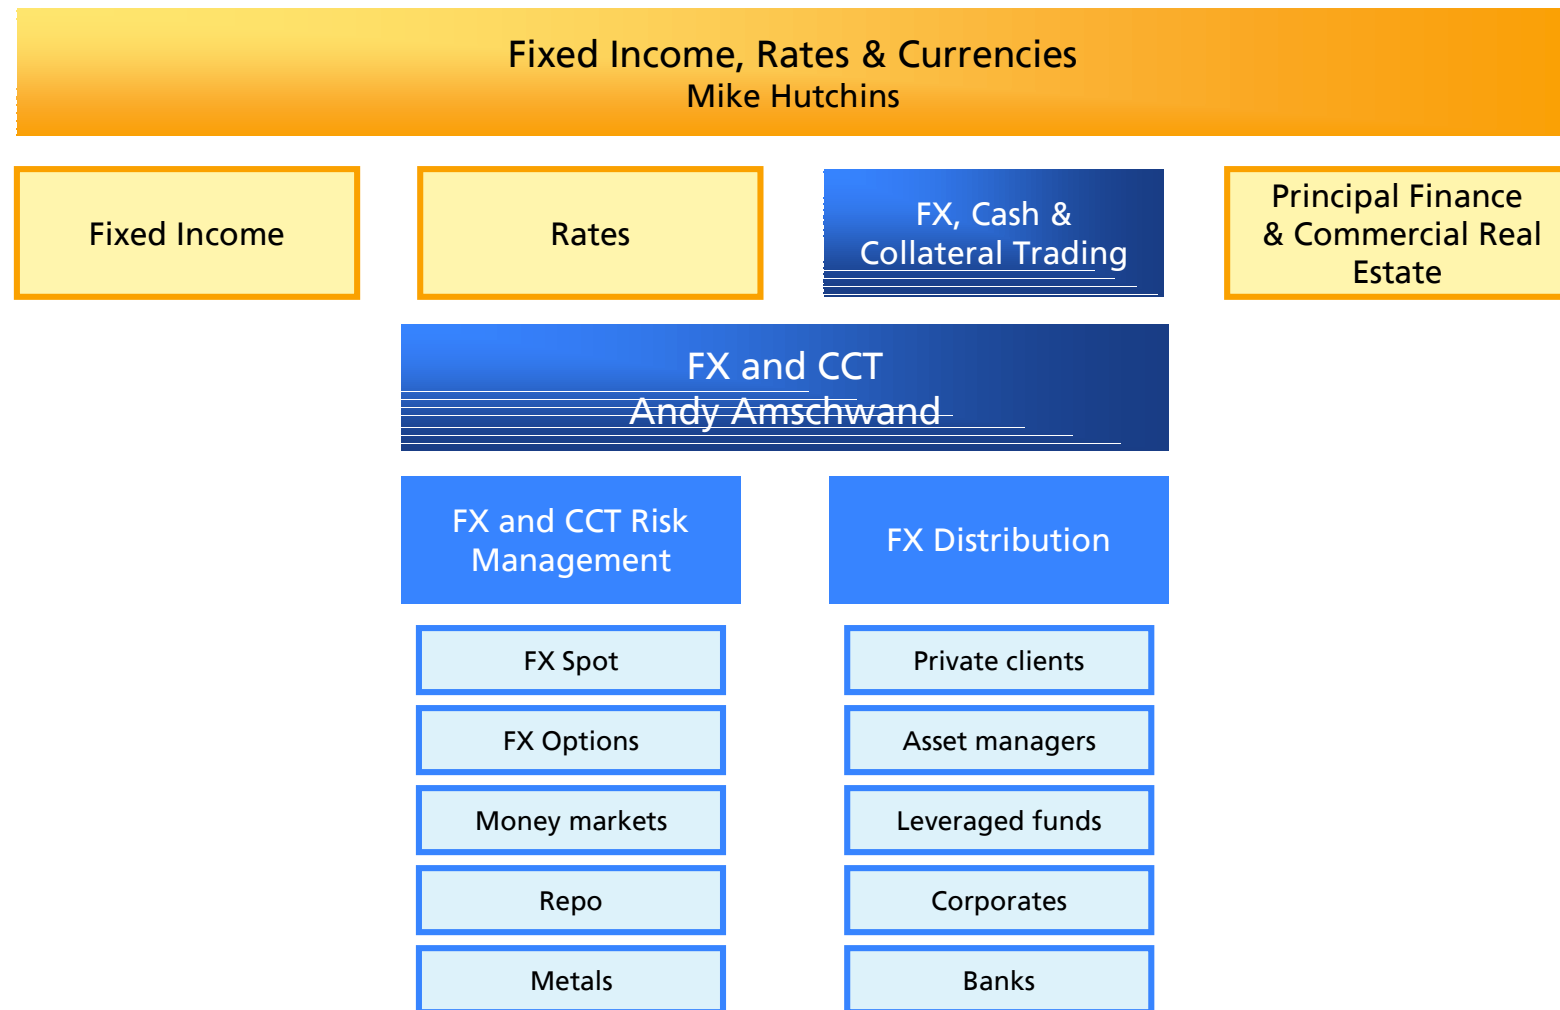 Fixed Income, Rates & Currencies
Mike Hutchins
Fixed Income
Rates
FX, Cash &
Collateral Trading
Principal Finance
& Commercial Real
Estate
FX and CCT
Andy Amschwand
FX and CCT Risk
Management
FX Distribution
FX Spot
Private clients
FX Options
Asset managers
Money markets
Leveraged funds
Repo
Corporates
Metals
Banks